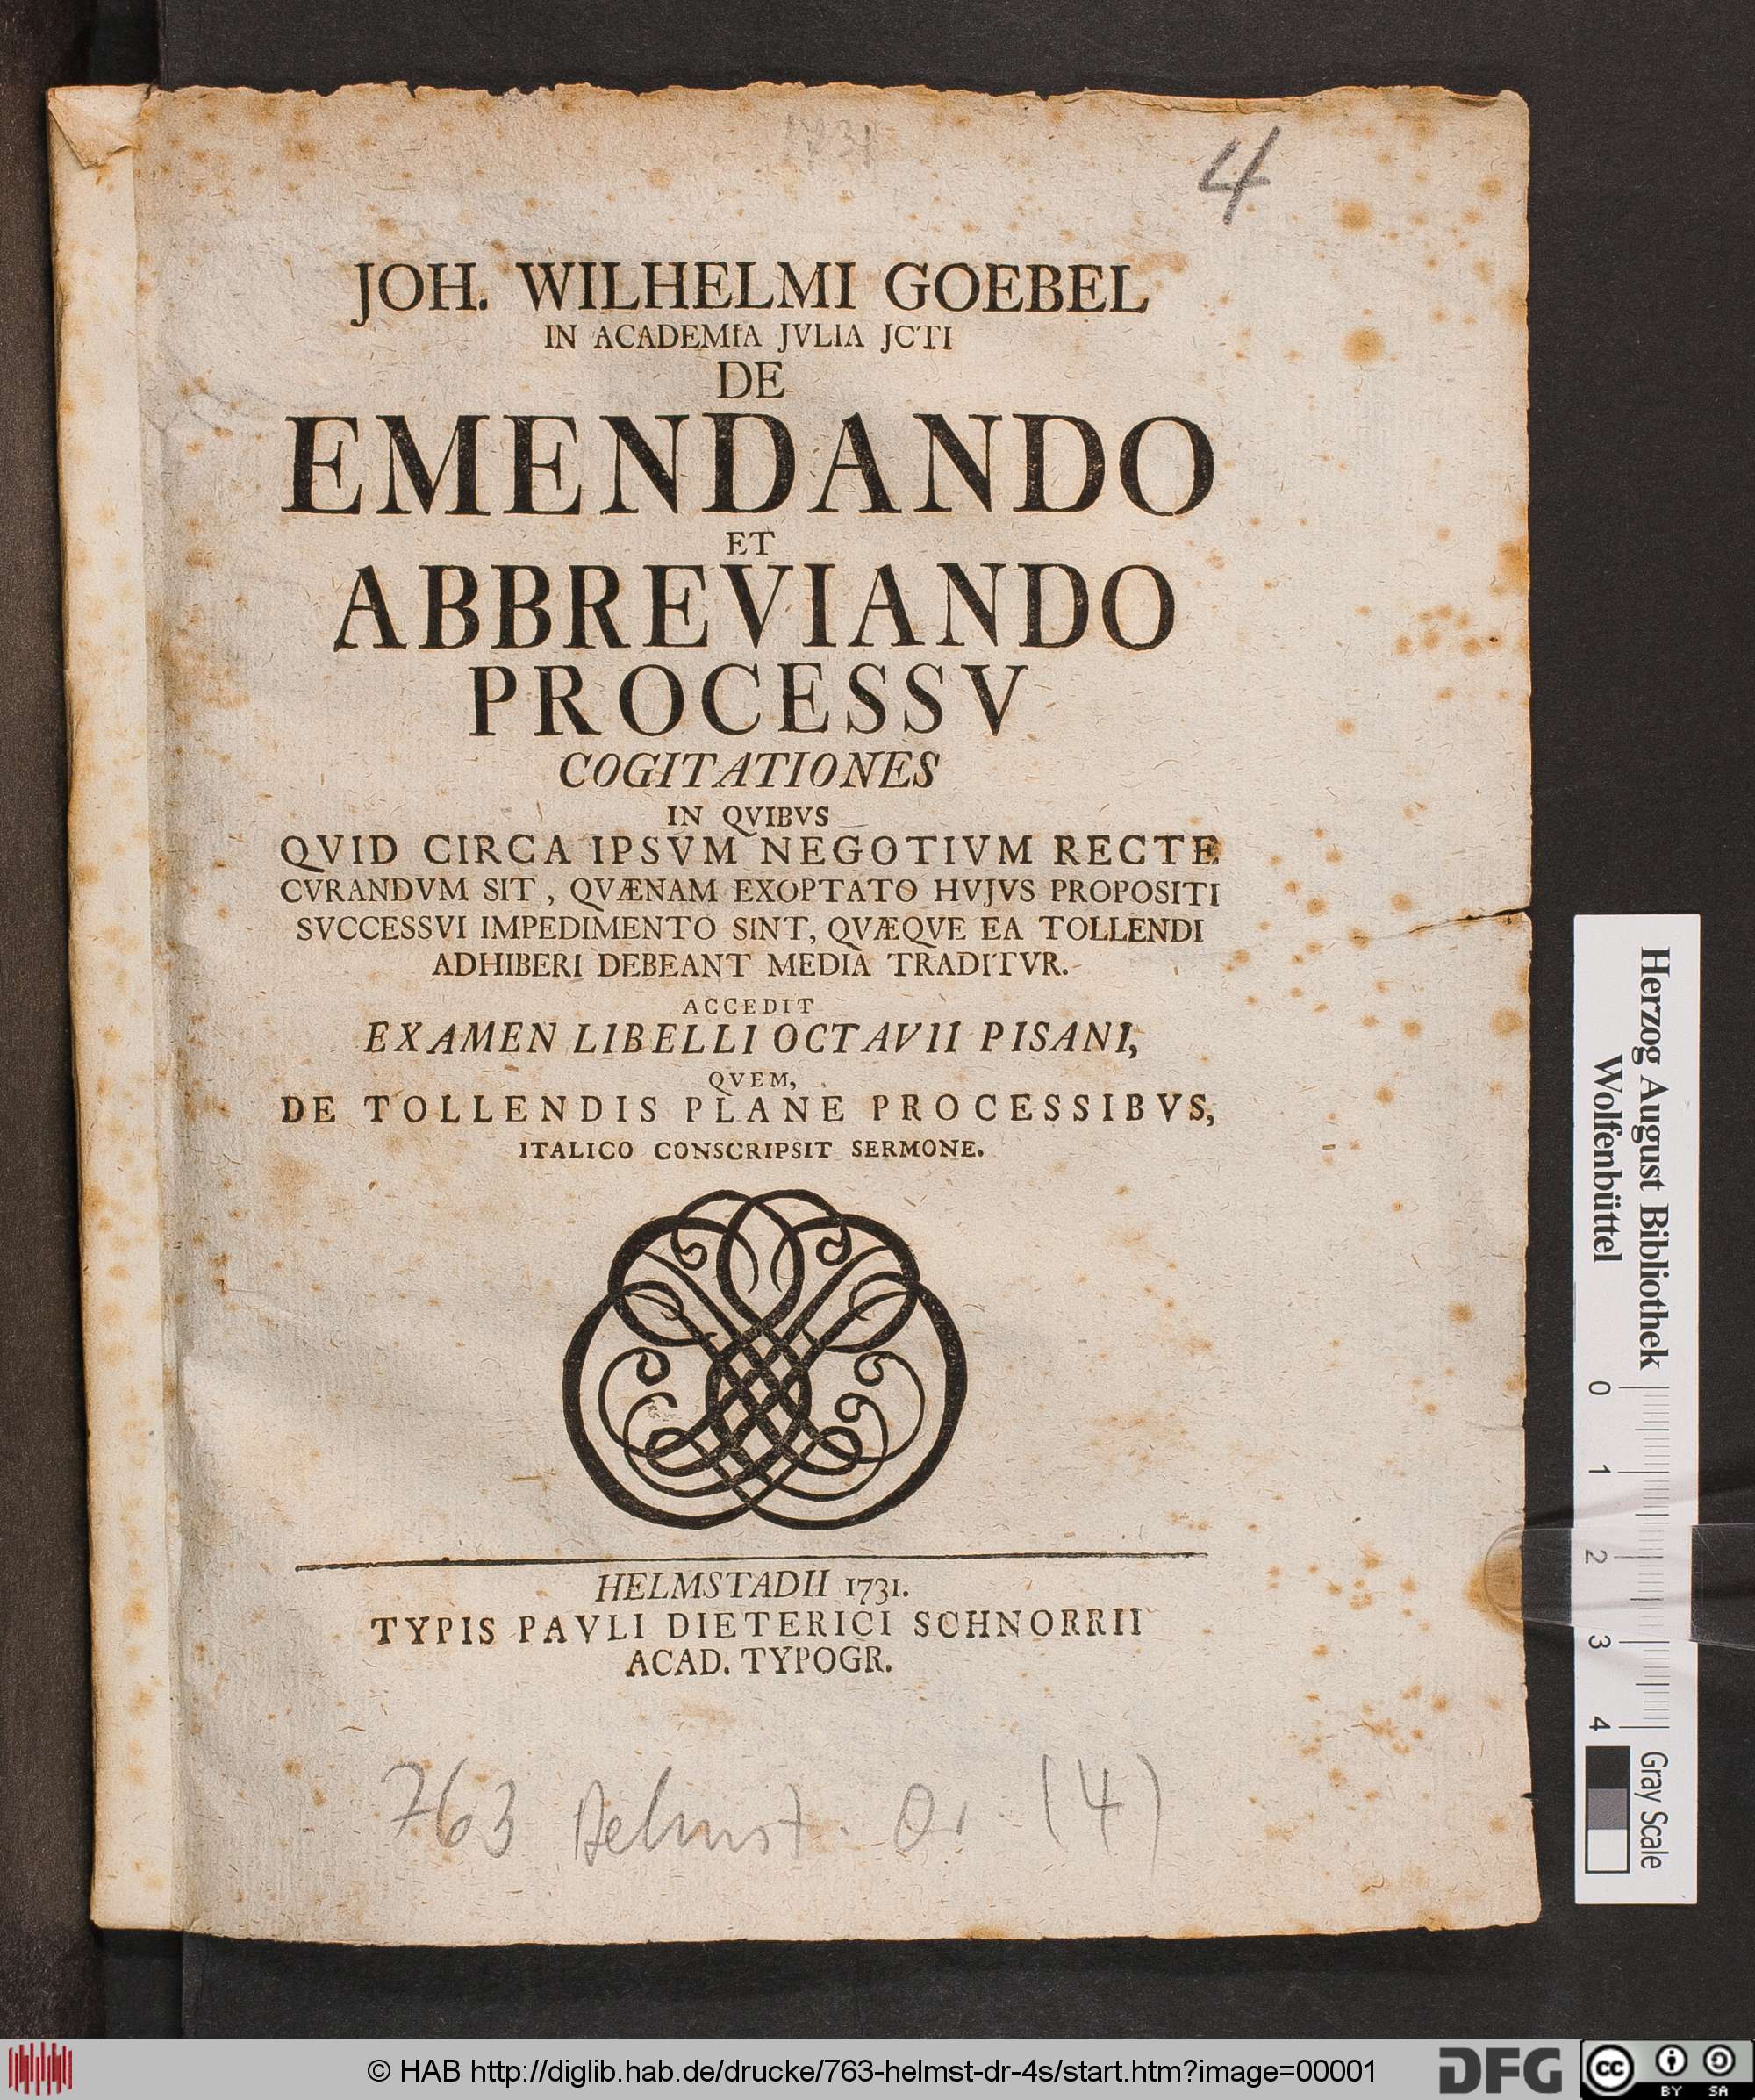 1731
4
JOH. WILHELMI GOEBEL
IN ACADEMIA JVLIA JCTI
DE
EMENDANDO
ET
ABBREVIANDO
PROCESSV
COGITATIONES
IN QVIBVS
QVID CIRCA IPSVM NEGOTIVM RECTE
CVRANDVM SIT, QVÆNAM EXOPTATO HVJVS PROPOSITI
SVCCESSVI IMPEDIMENTO SINT, QVÆQVE EA TOLLENDI
ADHIBERI DEBEANT MEDIA TRADITVR.
ACCEDIT
EXAMEN LIBELLI OCTAVII PISANI,
QVEM,
DE TOLLENDIS PLANE PROCESSIBVS,
ITALICO CONSCRIPSIT SERMONE.
HELMSTADII 1731.
TYPIS PAVLI DIETERICI SCHNORRII
ACAD. TYPOGR.
763 Helmst. Dr. (4)
Herzog August Bibliothek
Wolfenbüttel
0 1 2 3 4
Gray Scale
© HAB http://diglib.hab.de/drucke/763-helmst-dr-4s/start.htm?image=00001
DFG
cc BY SA